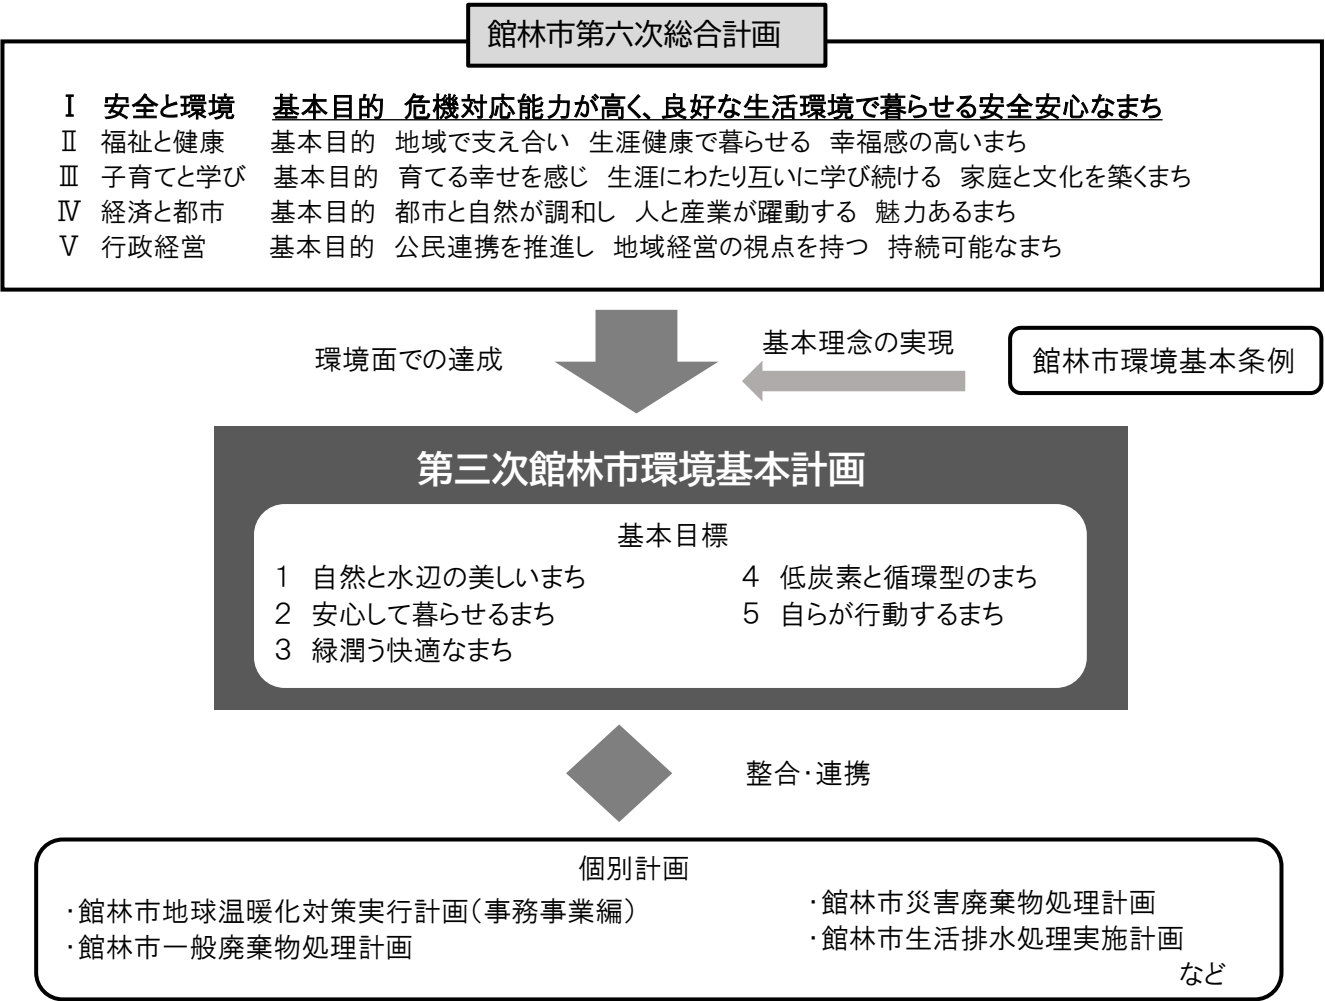 館林市第六次総合計画
Ⅰ 安全と環境 基本目的 危機対応能力が高く、良好な生活環境で暮らせる安全安心なまち
Ⅱ 福祉と健康 基本目的 地域で支え合い 生涯健康で暮らせる 幸福感の高いまち
Ⅲ 子育てと学び 基本目的 育てる幸せを感じ 生涯にわたり互いに学び続ける 家庭と文化を築くまち
Ⅳ 経済と都市 基本目的 都市と自然が調和し 人と産業が躍動する 魅力あるまち
Ⅴ 行政経営 基本目的 公民連携を推進し 地域経営の視点を持つ 持続可能なまち
環境面での達成
基本理念の実現
館林市環境基本条例
第三次館林市環境基本計画
基本目標
1 自然と水辺の美しいまち
2 安心して暮らせるまち
3 緑潤う快適なまち
4 低炭素と循環型のまち
5 自らが行動するまち
整合・連携
個別計画
・館林市地球温暖化対策実行計画(事務事業編)
・館林市一般廃棄物処理計画
・館林市災害廃棄物処理計画
・館林市生活排水処理実施計画
など